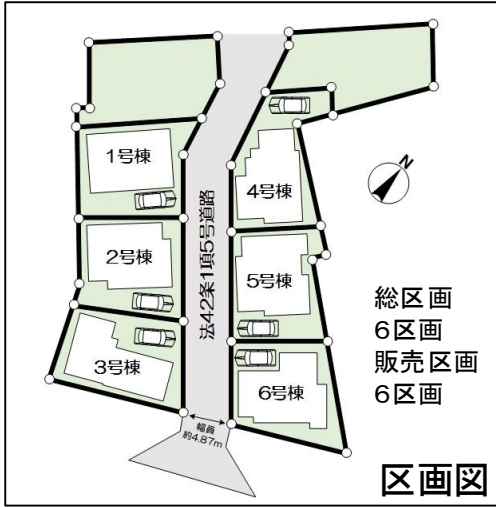 N
1号棟
4号棟
2号棟
5号棟
3号棟
6号棟
法42条1項5号道路
幅員
約4.87m
総区画
6区画
販売区画
6区画
区画図